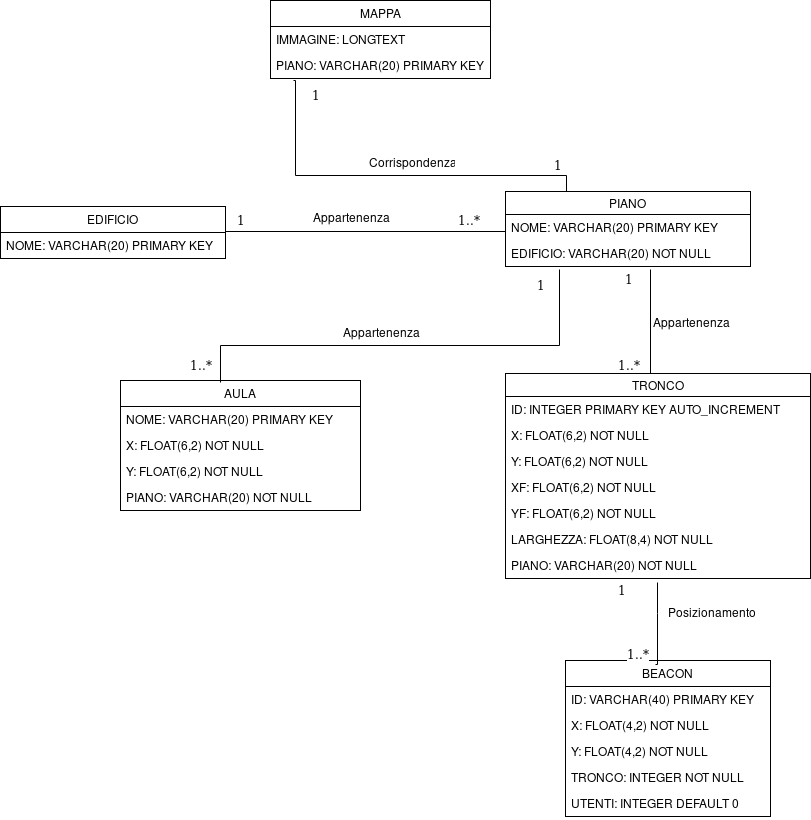 MAPPA
IMMAGINE: LONGTEXT
PIANO: VARCHAR(20) PRIMARY KEY
1
Corrispondenza
1
EDIFICIO
NOME: VARCHAR(20) PRIMARY KEY
1
Appartenenza
1..*
PIANO
NOME: VARCHAR(20) PRIMARY KEY
EDIFICIO: VARCHAR(20) NOT NULL
1
1
Appartenenza
Appartenenza
1..*
1..*
AULA
NOME: VARCHAR(20) PRIMARY KEY
X: FLOAT(6,2) NOT NULL
Y: FLOAT(6,2) NOT NULL
PIANO: VARCHAR(20) NOT NULL
TRONCO
ID: INTEGER PRIMARY KEY AUTO_INCREMENT
X: FLOAT(6,2) NOT NULL
Y: FLOAT(6,2) NOT NULL
XF: FLOAT(6,2) NOT NULL
YF: FLOAT(6,2) NOT NULL
LARGHEZZA: FLOAT(8,4) NOT NULL
PIANO: VARCHAR(20) NOT NULL
1
Posizionamento
1..*
BEACON
ID: VARCHAR(40) PRIMARY KEY
X: FLOAT(4,2) NOT NULL
Y: FLOAT(4,2) NOT NULL
TRONCO: INTEGER NOT NULL
UTENTI: INTEGER DEFAULT 0